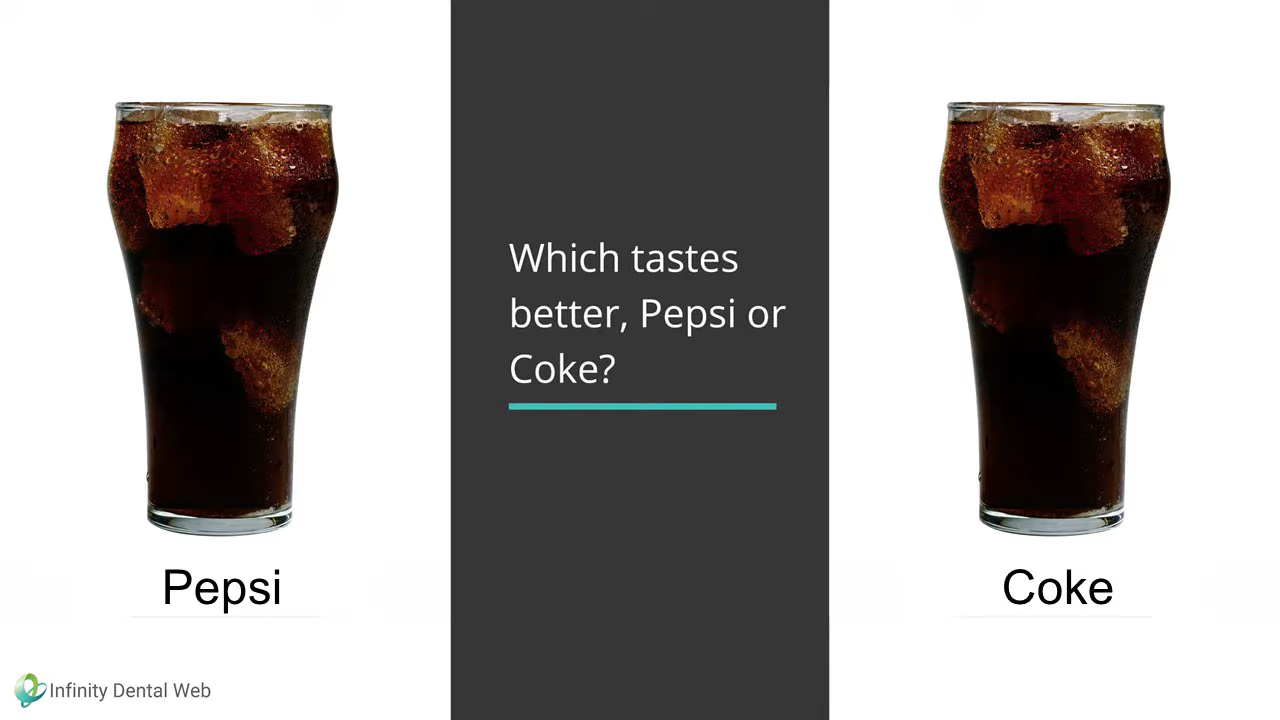 Which tastes
better, Pepsi or
Coke?
Pepsi
Coke
Infinity Dental Web